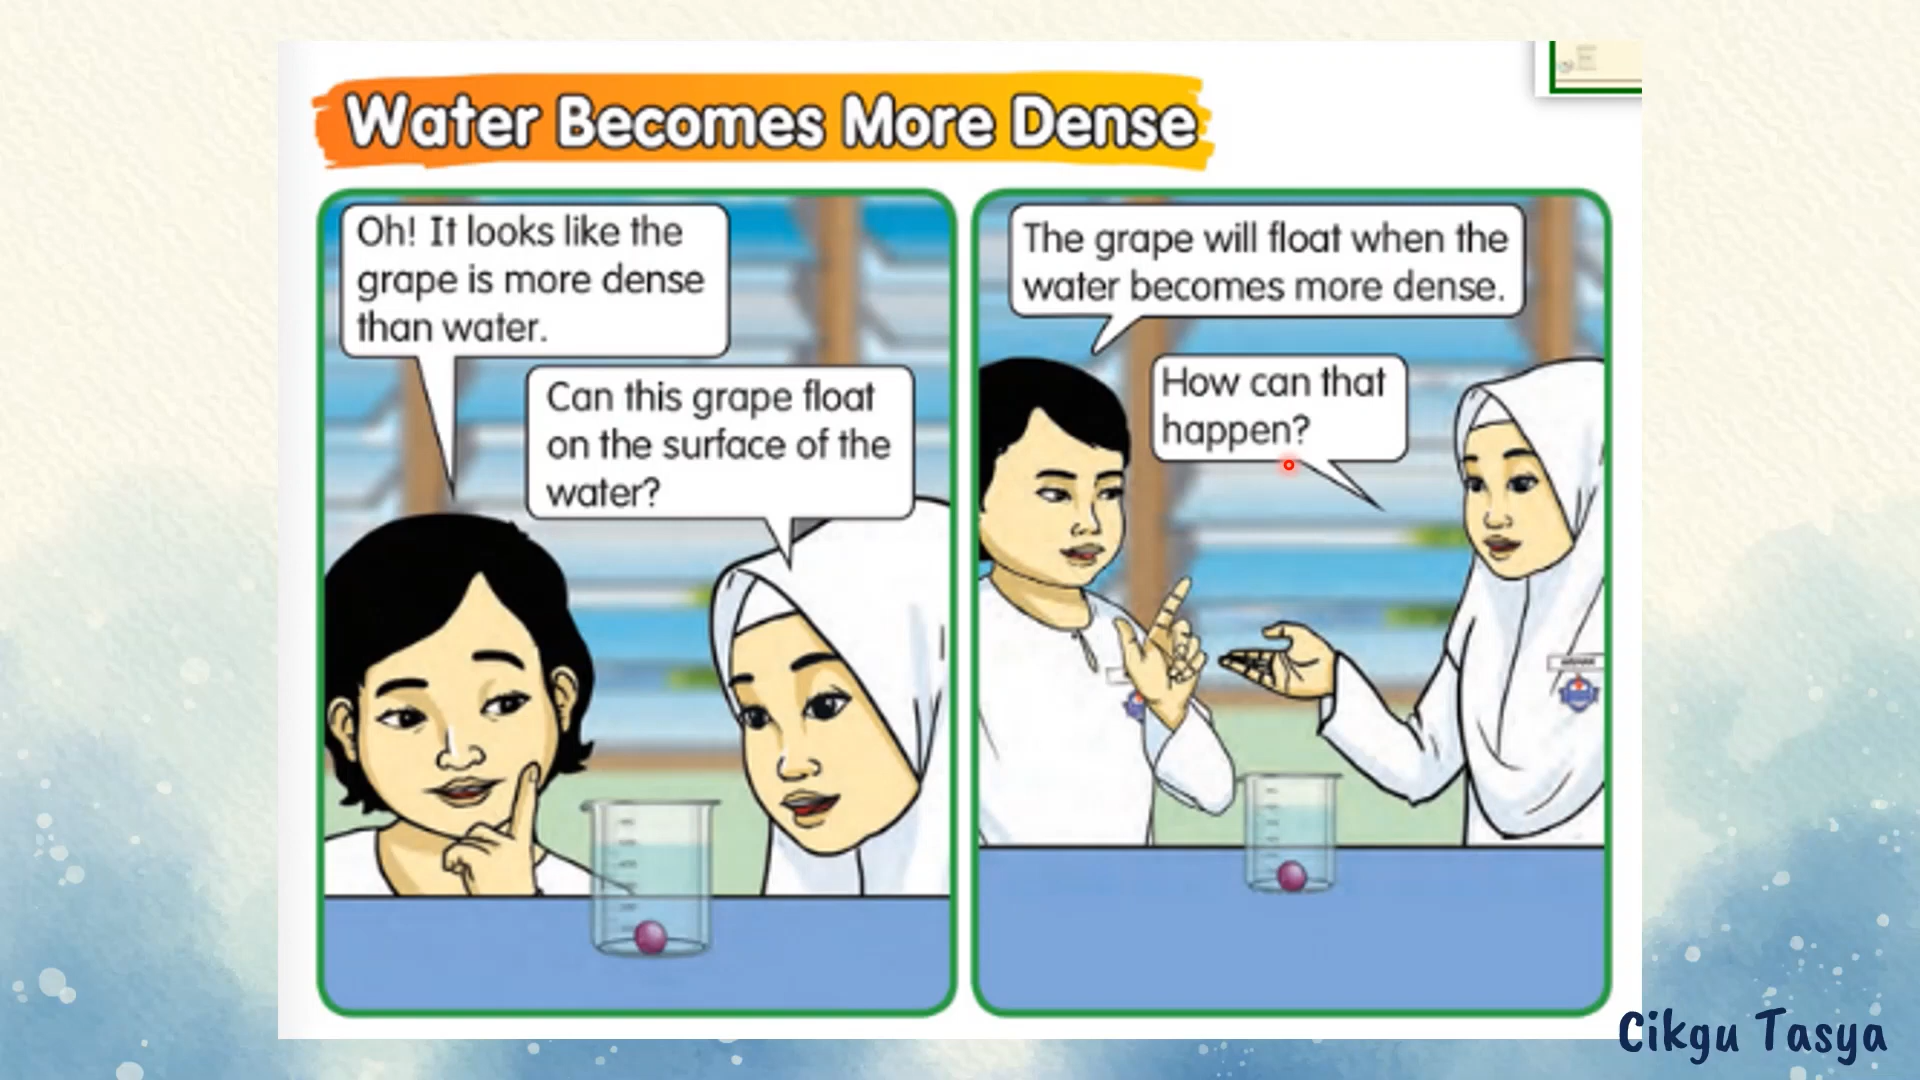 Water Becomes More Dense
Oh! It looks like the
grape is more dense
than water.
Can this grape float
on the surface of the
water?
The grape will float when the
water becomes more dense.
How can that
happen?
Cikgu Tasya